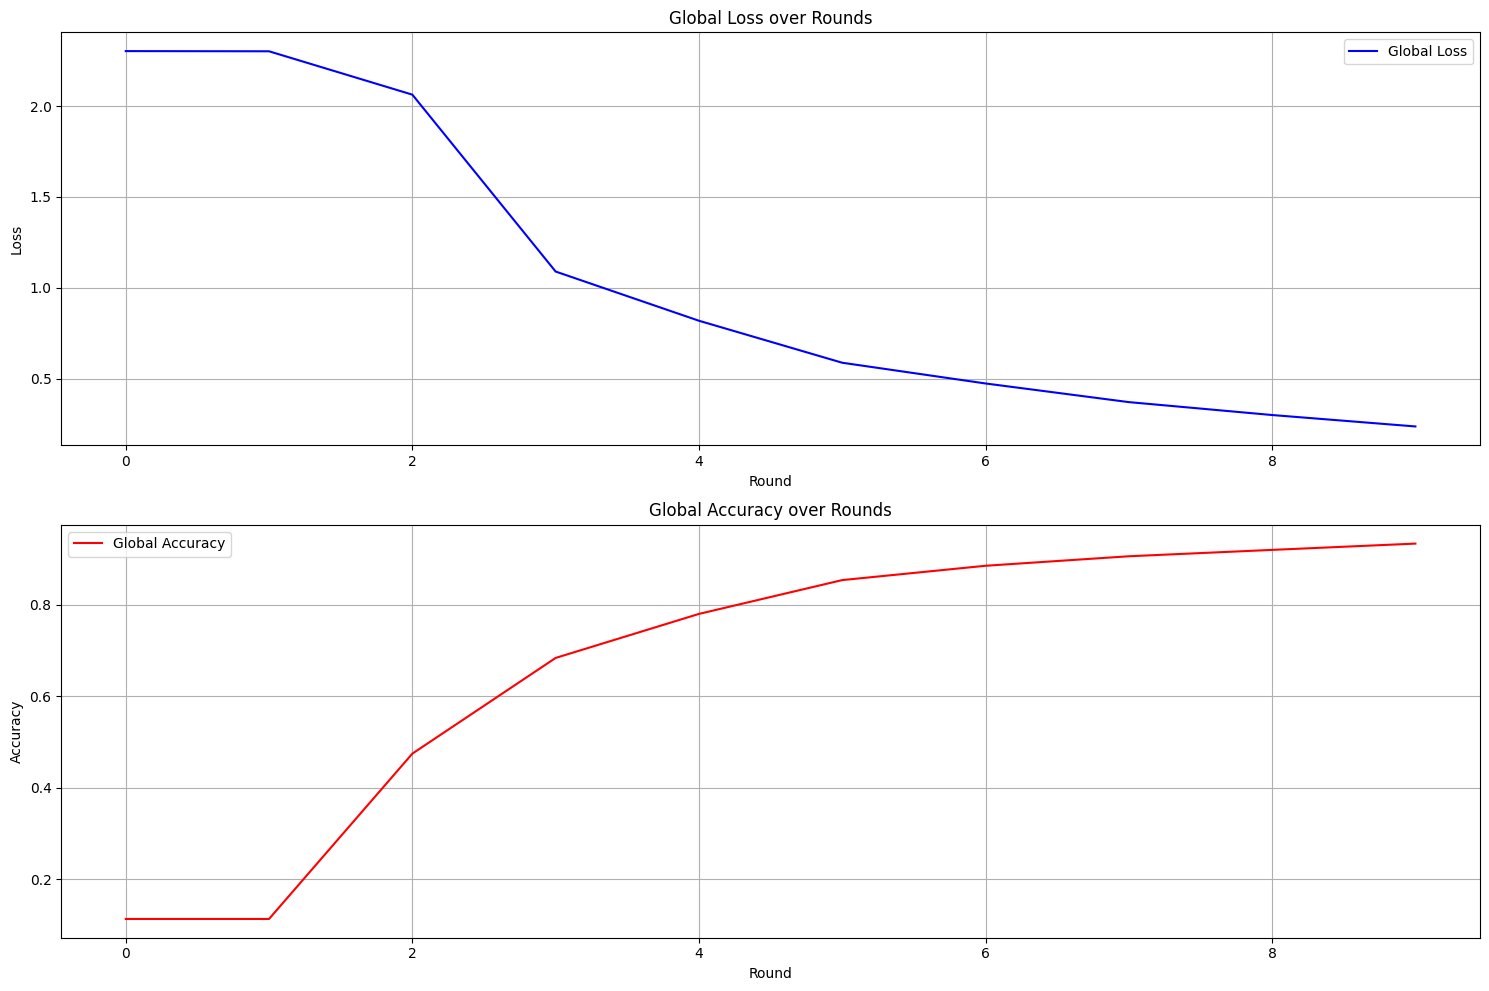 Global Loss over Rounds
Global Loss
2.0
1.5
1.0
0.5
Loss
0 2 4 6 8
Round
Global Accuracy over Rounds
Global Accuracy
0.8
0.6
0.4
0.2
Accuracy
0 2 4 6 8
Round